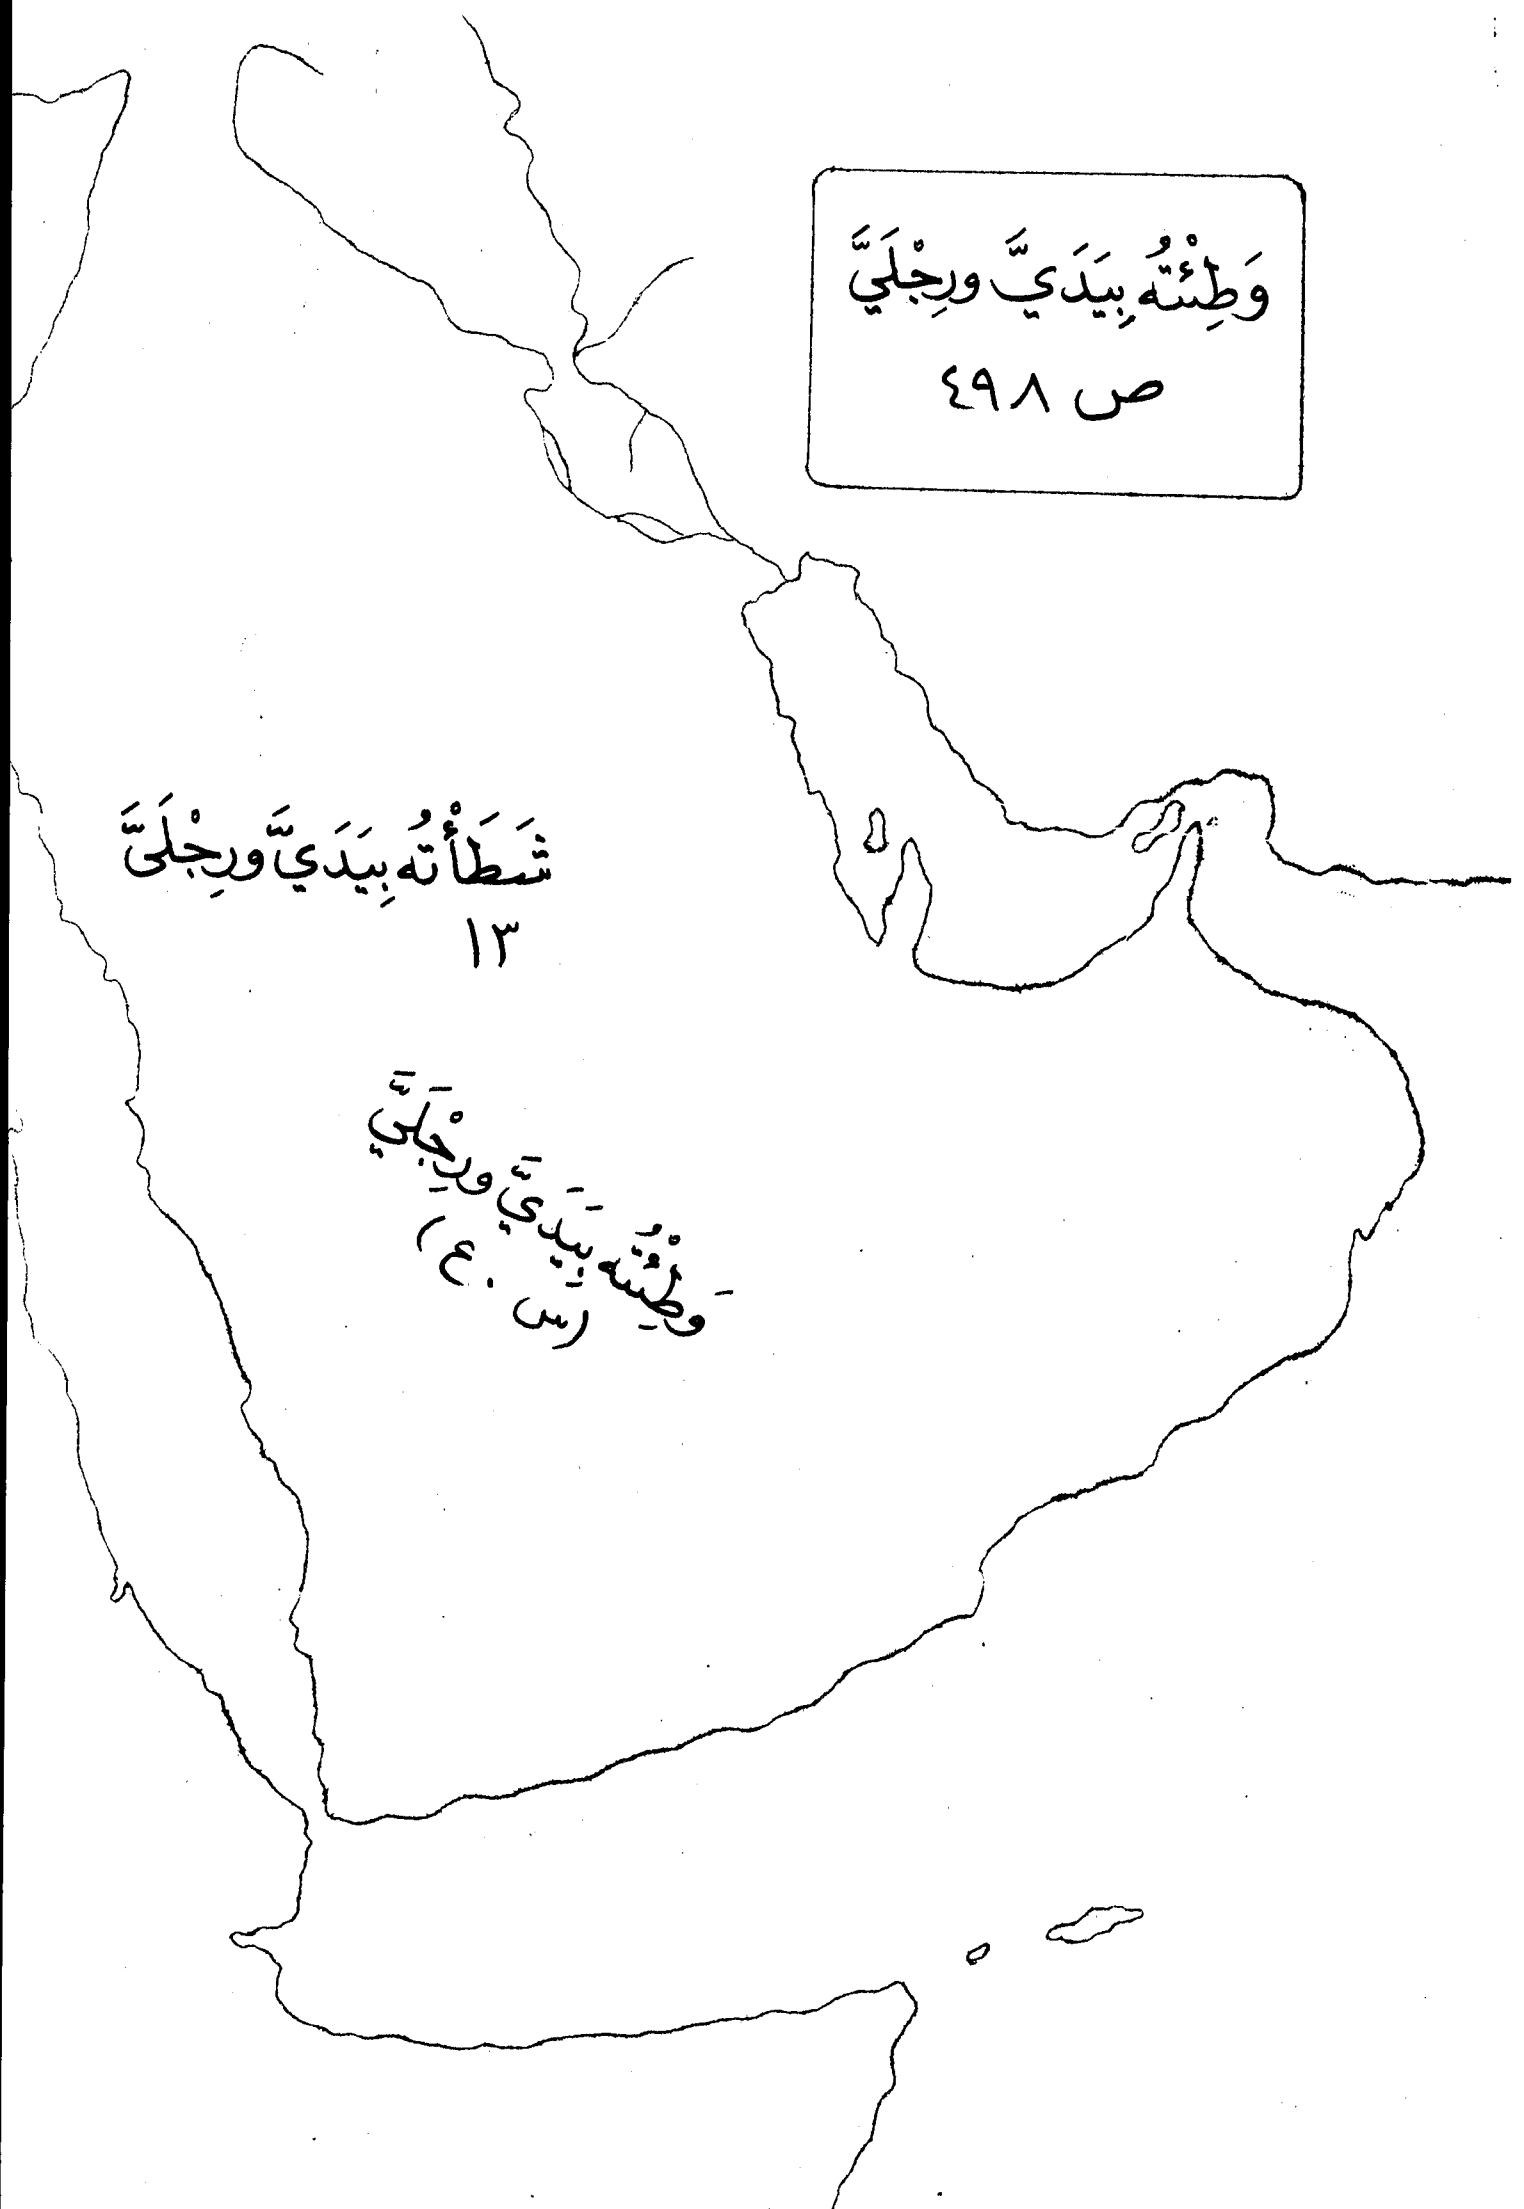 وَطِئْتُه بِيَدَيَّ ورِجْلَيَّ
ص ٤٩٨
شَطَأْتُه بِيَدَيَّ ورِجْلَىَّ
١٣
وَطِئْتُه بِيَدَيَّ ورِجْلَيَّ
(س . ع)